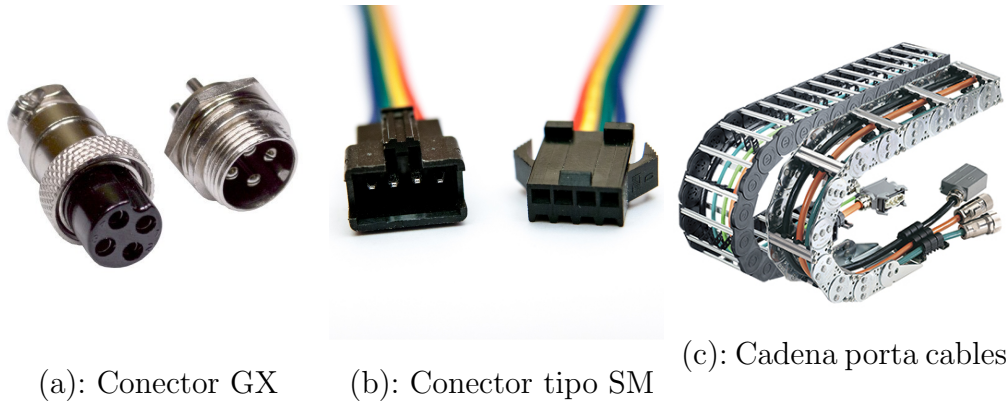 (a): Conector GX
(b): Conector tipo SM
(c): Cadena porta cables